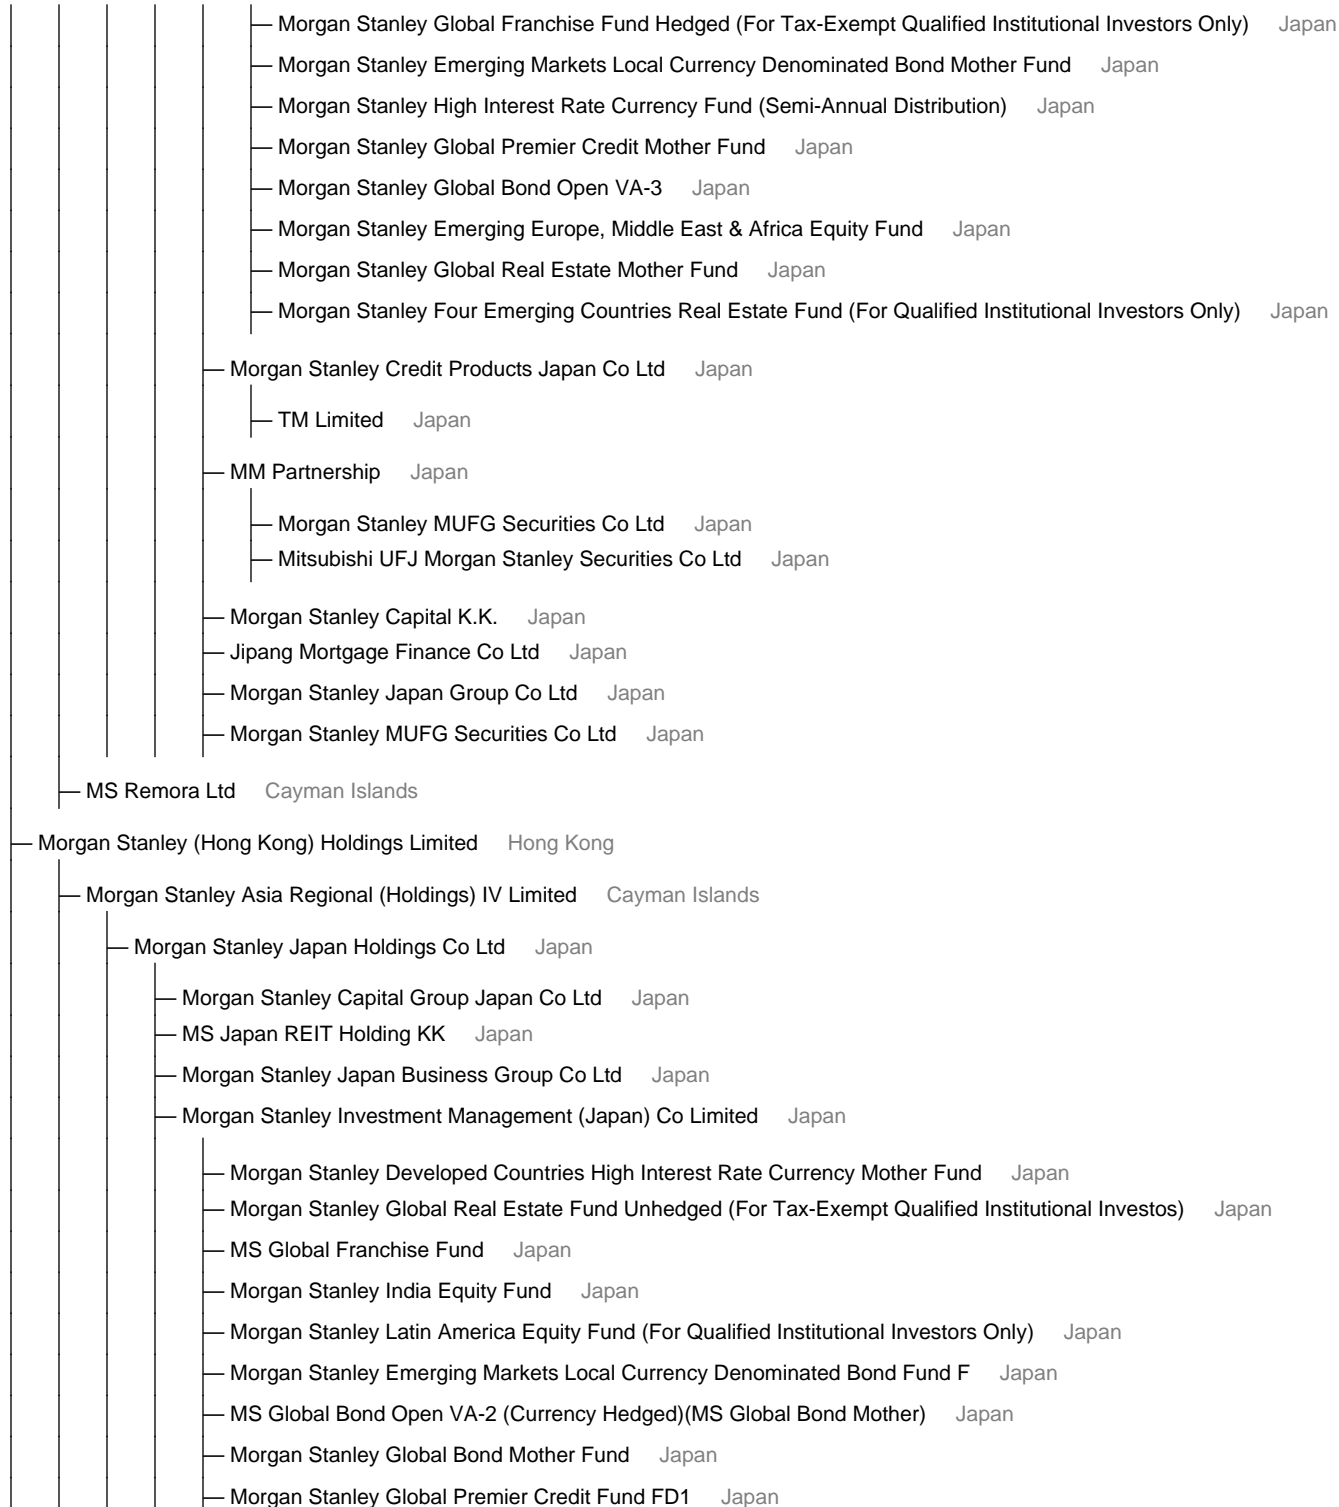 Morgan Stanley Global Franchise Fund Hedged (For Tax-Exempt Qualified Institutional Investors Only) Japan
Morgan Stanley Emerging Markets Local Currency Denominated Bond Mother Fund Japan
Morgan Stanley High Interest Rate Currency Fund (Semi-Annual Distribution) Japan
Morgan Stanley Global Premier Credit Mother Fund Japan
Morgan Stanley Global Bond Open VA-3 Japan
Morgan Stanley Emerging Europe, Middle East & Africa Equity Fund Japan
Morgan Stanley Global Real Estate Mother Fund Japan
Morgan Stanley Four Emerging Countries Real Estate Fund (For Qualified Institutional Investors Only) Japan
Morgan Stanley Credit Products Japan Co Ltd Japan
TM Limited Japan
MM Partnership Japan
Morgan Stanley MUFG Securities Co Ltd Japan
Mitsubishi UFJ Morgan Stanley Securities Co Ltd Japan
Morgan Stanley Capital K.K. Japan
Jipang Mortgage Finance Co Ltd Japan
Morgan Stanley Japan Group Co Ltd Japan
Morgan Stanley MUFG Securities Co Ltd Japan
MS Remora Ltd Cayman Islands
Morgan Stanley (Hong Kong) Holdings Limited Hong Kong
Morgan Stanley Asia Regional (Holdings) IV Limited Cayman Islands
Morgan Stanley Japan Holdings Co Ltd Japan
Morgan Stanley Capital Group Japan Co Ltd Japan
MS Japan REIT Holding KK Japan
Morgan Stanley Japan Business Group Co Ltd Japan
Morgan Stanley Investment Management (Japan) Co Limited Japan
Morgan Stanley Developed Countries High Interest Rate Currency Mother Fund Japan
Morgan Stanley Global Real Estate Fund Unhedged (For Tax-Exempt Qualified Institutional Investos) Japan
MS Global Franchise Fund Japan
Morgan Stanley India Equity Fund Japan
Morgan Stanley Latin America Equity Fund (For Qualified Institutional Investors Only) Japan
Morgan Stanley Emerging Markets Local Currency Denominated Bond Fund F Japan
MS Global Bond Open VA-2 (Currency Hedged)(MS Global Bond Mother) Japan
Morgan Stanley Global Bond Mother Fund Japan
Morgan Stanley Global Premier Credit Fund FD1 Japan